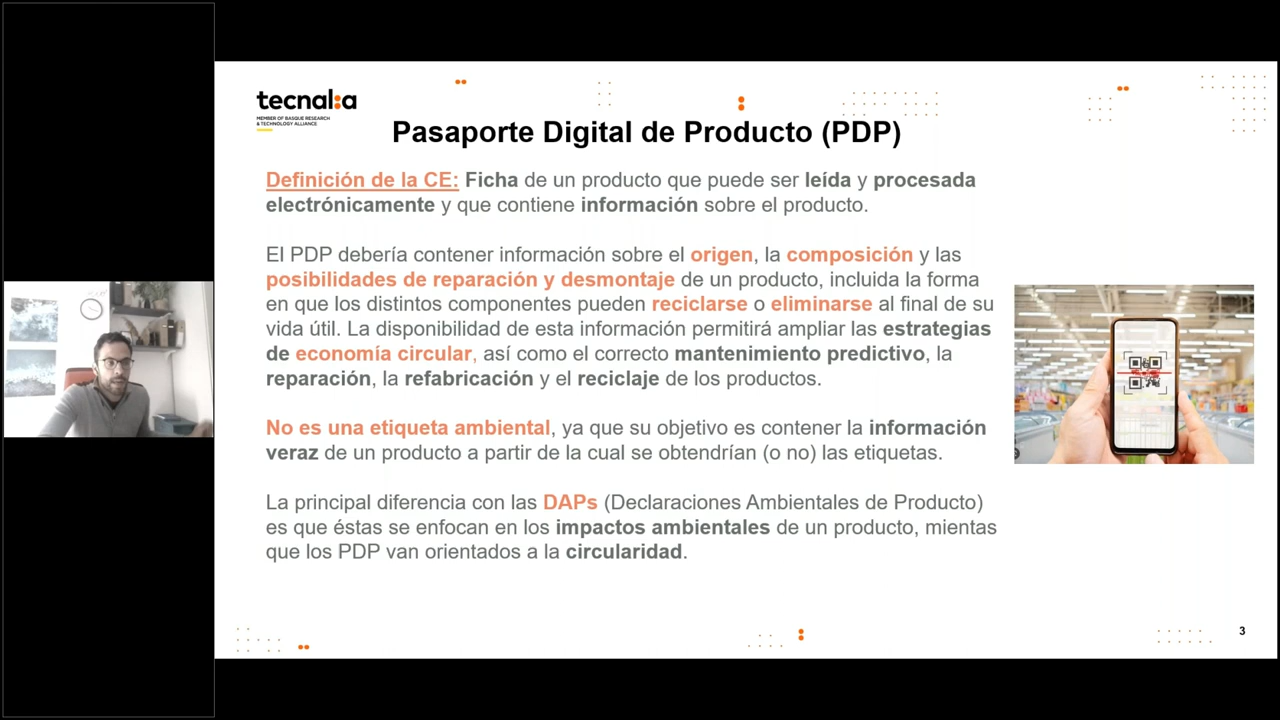 tecnal:a
MEMBER OF BASQUE RESEARCH
& TECHNOLOGY ALLIANCE
Pasaporte Digital de Producto (PDP)
Definición de la CE: Ficha de un producto que puede ser leída y procesada
electrónicamente y que contiene información sobre el producto.
El PDP debería contener información sobre el origen, la composición y las
posibilidades de reparación y desmontaje de un producto, incluida la forma
en que los distintos componentes pueden reciclarse o eliminarse al final de su
vida útil. La disponibilidad de esta información permitirá ampliar las estrategias
de economía circular, así como el correcto mantenimiento predictivo, la
reparación, la refabricación y el reciclaje de los productos.
No es una etiqueta ambiental, ya que su objetivo es contener la información
veraz de un producto a partir de la cual se obtendrían (o no) las etiquetas.
La principal diferencia con las DAPs (Declaraciones Ambientales de Producto)
es que éstas se enfocan en los impactos ambientales de un producto, mientas
que los PDP van orientados a la circularidad.
3